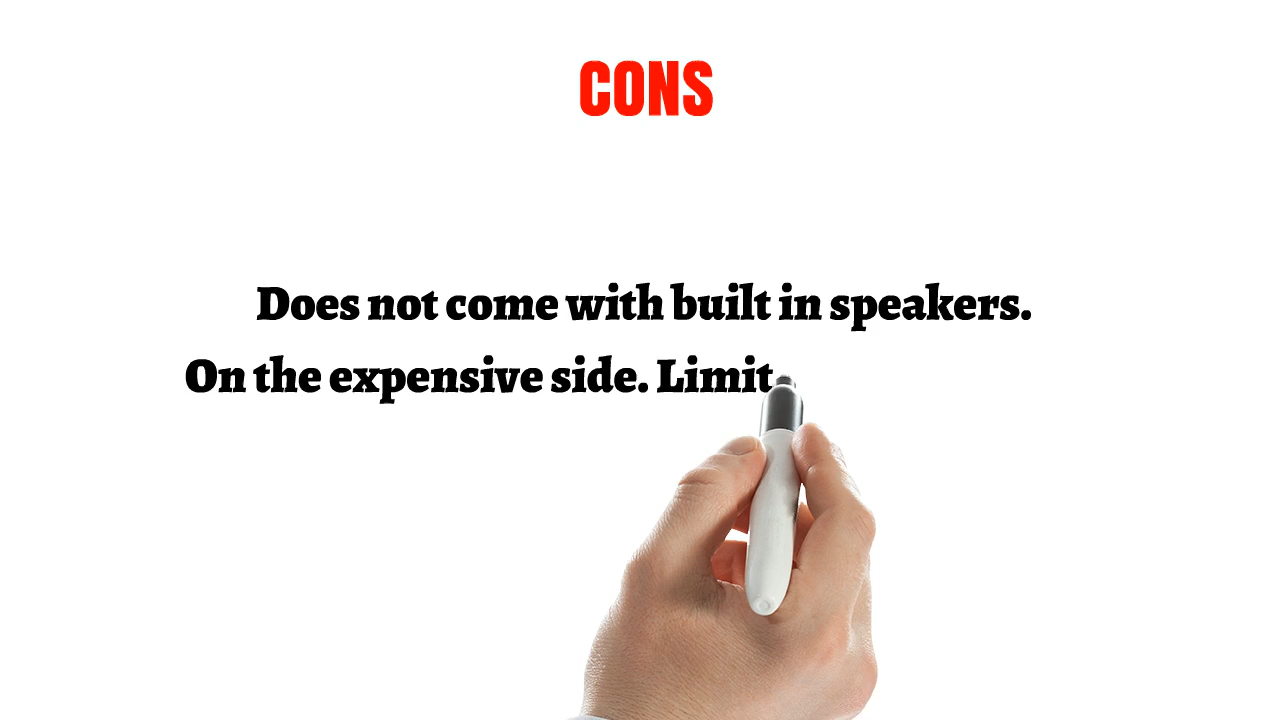 CONS
Does not come with built in speakers.
On the expensive side. Limit